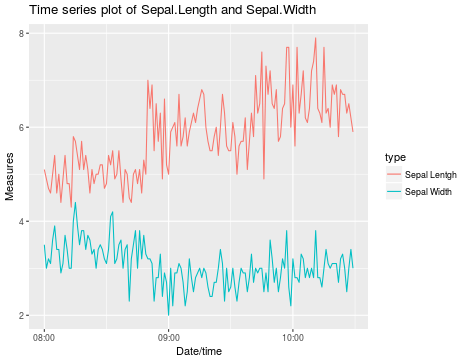 Time series plot of Sepal.Length and Sepal.Width
8
6
4
2
Measures
08:00
09:00
10:00
Date/time
type
Sepal Lengh
Sepal Width